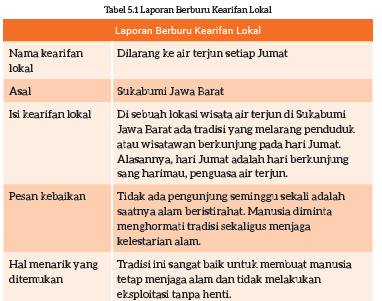 Tabel 5.1 Laporan Berburu Kearifan Lokal
Laporan Berburu Kearifan Lokal
Nama kearifan lokal
Dilarang ke air terjun setiap Jumat
Asal
Sukabumi Jawa Barat
Isi kearifan lokal
Di sebuah lokasi wisata air terjun di Sukabumi
Jawa Barat ada tradisi yang melarang penduduk
atau wisatawan berkunjung pada hari Jumat.
Alasannya, hari Jumat adalah hari berkunjung
sang harimau, penguasa air terjun.
Pesan kebaikan
Tidak ada pengunjung seminggu sekali adalah
saatnya alam beristirahat. Manusia diminta
menghormati tradisi sekaligus menjaga
kelestarian alam.
Hal menarik yang
ditemukan
Tradisi ini sangat baik untuk membuat manusia
tetap menjaga alam dan tidak melakukan
eksploitasi tanpa henti.